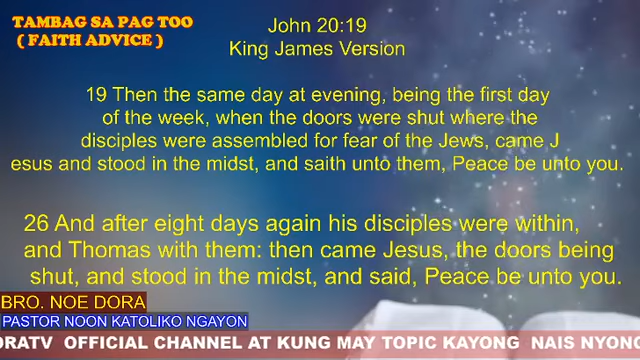 TAMBAG SA PAG TOO
( FAITH ADVICE )
John 20:19
King James Version
19 Then the same day at evening, being the first day
of the week, when the doors were shut where the
disciples were assembled for fear of the Jews, came J
esus and stood in the midst, and saith unto them, Peace be unto you.
26 And after eight days again his disciples were within,
and Thomas with them: then came Jesus, the doors being
shut, and stood in the midst, and said, Peace be unto you.
BRO. NOE DORA
PASTOR NOON KATOLIKO NGAYON
ORATV OFFICIAL CHANNEL AT KUNG MAY TOPIC KAYONG NAIS NYONG